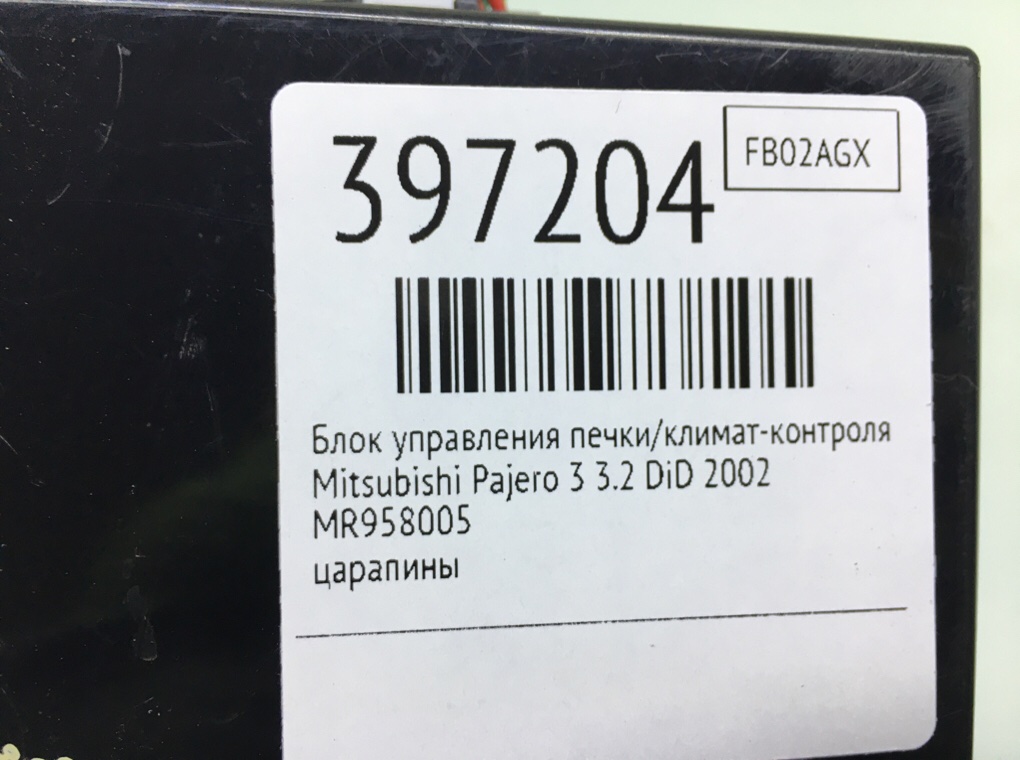 397204
FB02AGX
Блок управления печки/климат-контроля
Mitsubishi Pajero 3 3.2 DiD 2002
MR958005
царапины